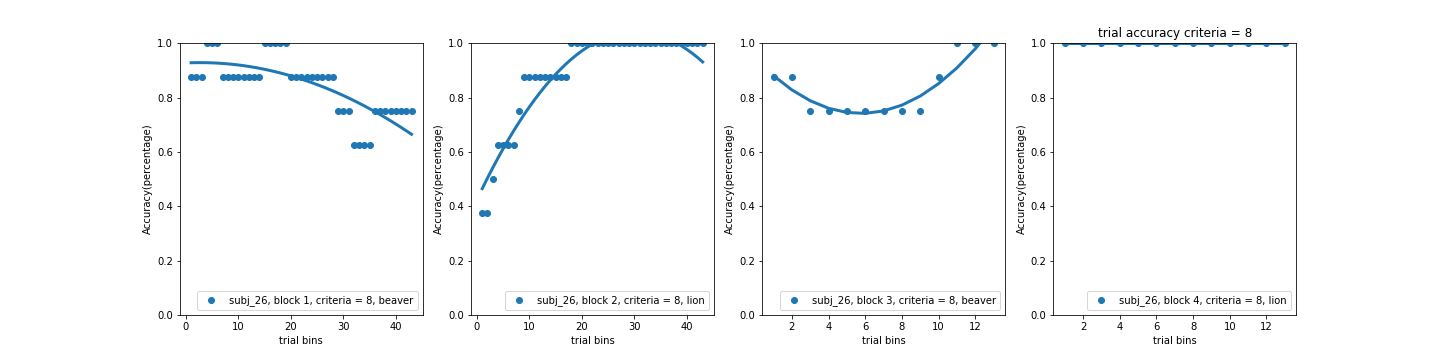 trial accuracy criteria = 8
1.0
0.8
0.6
0.4
0.2
0.0
Accuracy(percentage)
0 10 20 30 40
trial bins
subj_26, block 1, criteria = 8, beaver
1.0
0.8
0.6
0.4
0.2
0.0
Accuracy(percentage)
0 10 20 30 40
trial bins
subj_26, block 2, criteria = 8, lion
1.0
0.8
0.6
0.4
0.2
0.0
Accuracy(percentage)
2 4 6 8 10 12
trial bins
subj_26, block 3, criteria = 8, beaver
1.0
0.8
0.6
0.4
0.2
0.0
Accuracy(percentage)
2 4 6 8 10 12
trial bins
subj_26, block 4, criteria = 8, lion